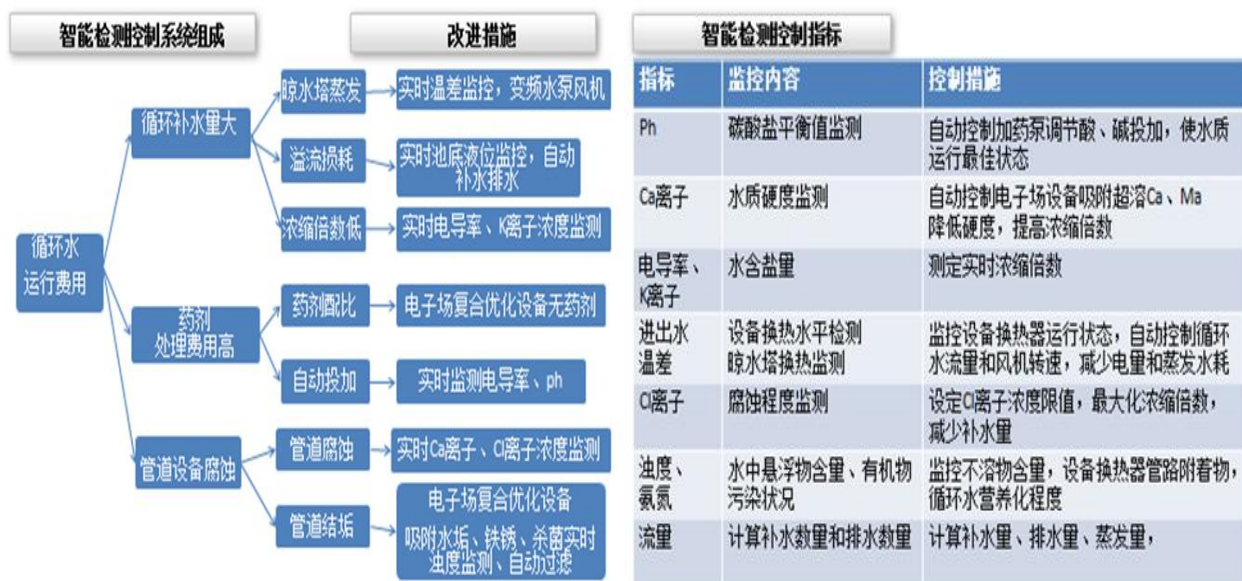 智能检测控制系统组成
改进措施
循环水
运行费用
循环补水量大
晾水塔蒸发
实时温差监控，变频水泵风机
溢流损耗
实时池底液位监控，自动
补水排水
浓缩倍数低
实时电导率、K离子浓度监测
药剂
处理费用高
药剂配比
电子场复合优化设备无药剂
自动投加
实时监测电导率、ph
管道设备腐蚀
管道腐蚀
实时Ca离子、Cl离子浓度监测
管道结垢
电子场复合优化设备
吸附水垢、铁锈、杀菌实时
浊度监测、自动过滤
智能检测控制指标
指标 监控内容 控制措施
Ph 碳酸盐平衡值监测 自动控制加药泵调节酸、碱投加，使水质
运行最佳状态
Ca离子 水质硬度监测 自动控制电子场设备吸附超溶Ca、Ma
降低硬度，提高浓缩倍数
电导率、 水含盐量 测定实时浓缩倍数
K离子
进出水 设备换热水平检测 监控设备换热器运行状态，自动控制循环
温差 晾水塔换热监测 水流量和风机转速，减少电量和蒸发水耗
Cl离子 腐蚀程度监测 设定Cl离子浓度限值，最大化浓缩倍数，
减少补水量
浊度、 水中悬浮物含量、有机物 监控不溶物含量，设备换热器管路附着物，
氨氮 污染状况 循环水营养化程度
流量 计算补水数量和排水数量 计算补水量、排水量、蒸发量，